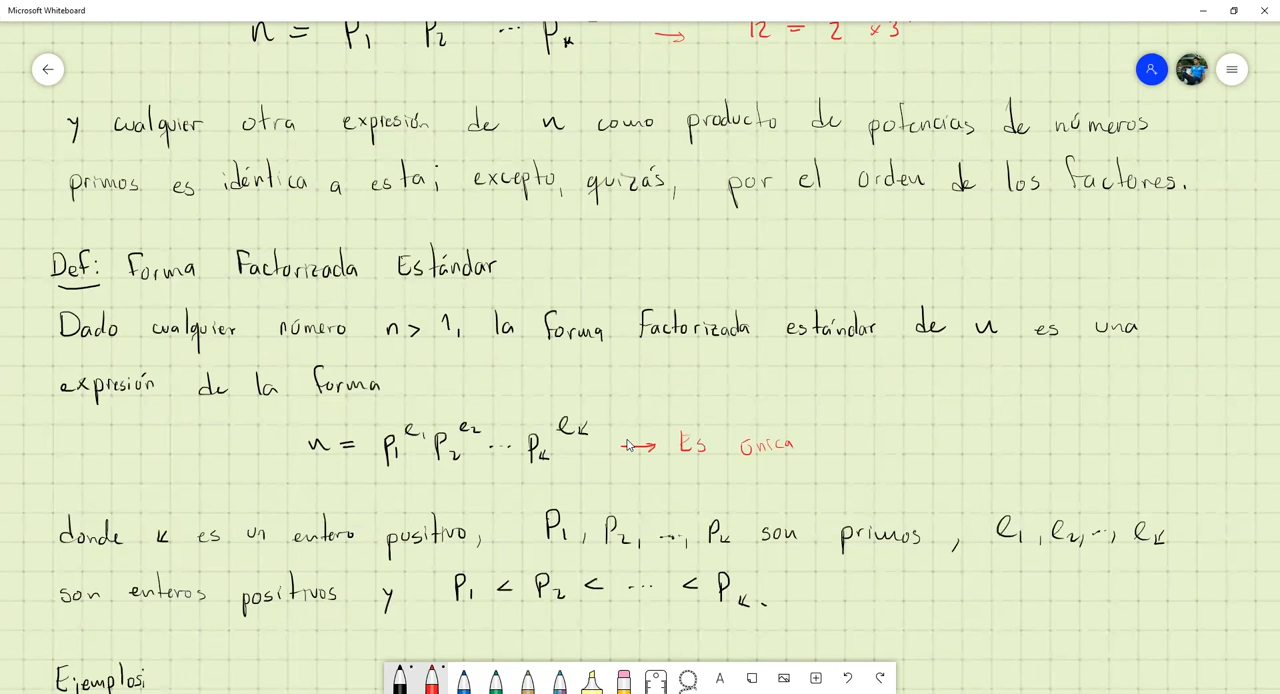 Microsoft Whiteboard
n = P1 P2 ... Pk → 12 = 2 × 3
y cualquier otra expresión de n como producto de potencias de números
primos es idéntica a esta; excepto, quizás, por el orden de los factores.
Def: Forma Factorizada Estándar
Dado cualquier número n > 1, la forma factorizada estándar de n es una
expresión de la forma
n = p1^e1 p2^e2 ... pk^ek → Es única
donde k es un entero positivo, P1, P2, ..., Pk son primos, e1, e2, ..., ek
son enteros positivos y P1 < P2 < ... < Pk.
Ejemplos:
A